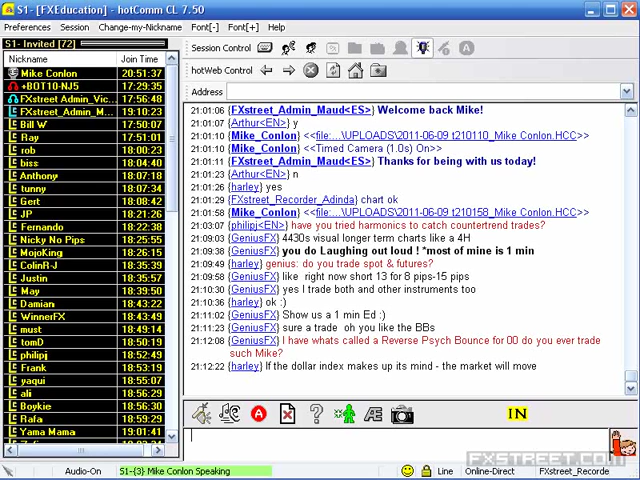 S1- [FXEducation] - hotComm CL 7.50
Preferences Session Change-my-Nickname Font[-] Font[+] Help
S1- Invited [72]
Nickname Join Time
Mike Conlon 20:51:37
+BOT10-NJ5 17:29:35
FXstreet Admin_Vic... 17:56:48
FXstreet_Admin_M... 19:10:23
Bill W 17:50:07
Ray 17:51:01
rob 18:00:23
biss 18:04:40
Anthony 18:07:18
tunny 18:07:34
Gert 18:08:42
JP 18:21:26
Fernando 18:22:38
Nicky No Pips 18:25:55
MojoKing 18:26:15
ColinR-J 18:35:39
Justin 18:35:57
May 18:39:50
Damian 18:43:22
WinnerFX 18:43:49
must 18:49:14
tomD 18:50:19
philipj 18:52:49
Frank 18:53:19
yaqui 18:55:07
ali 18:56:29
Boykie 18:56:30
Rafa 18:59:29
Yama Mama 19:01:41
Session Control
hotWeb Control
Address
21:01:06 {FXstreet_Admin_Maud<ES>} Welcome back Mike!
21:01:07 {Arthur<EN>} y
21:01:10 {Mike_Conlon} <<file:...\UPLOADS\2011-06-09 t210110_Mike Conlon.HCC>>
21:01:10 {Mike_Conlon} <<Timed Camera (1.0s) On>>
21:01:11 {FXstreet_Admin_Maud<ES>} Thanks for being with us today!
21:01:23 {Arthur<EN>} n
21:01:26 {harley} yes
21:01:29 {FXstreet_Recorder_Adinda} chart ok
21:01:58 {Mike_Conlon} <<file:...\UPLOADS\2011-06-09 t210158_Mike Conlon.HCC>>
21:03:07 {philipj<EN>} have you tried harmonics to catch countertrend trades?
21:09:03 {GeniusFX} 4430s visual longer term charts like a 4H
21:09:38 {GeniusFX} you do Laughing out loud ! *most of mine is 1 min
21:09:49 {harley} genius: do you trade spot & futures?
21:09:58 {GeniusFX} like right now short 13 for 8 pips-15 pips
21:10:30 {GeniusFX} yes I trade both and other instruments too
21:10:36 {harley} ok :)
21:11:02 {GeniusFX} Show us a 1 min Ed :)
21:11:23 {GeniusFX} sure a trade oh you like the BBs
21:12:08 {GeniusFX} I have whats called a Reverse Psych Bounce for 00 do you ever trade
such Mike?
21:12:22 {harley} If the dollar index makes up its mind - the market will move
IN
FXSTREET.COM
Audio-On S1-{3} Mike Conlon Speaking Line Online-Direct FXstreet_Recorde